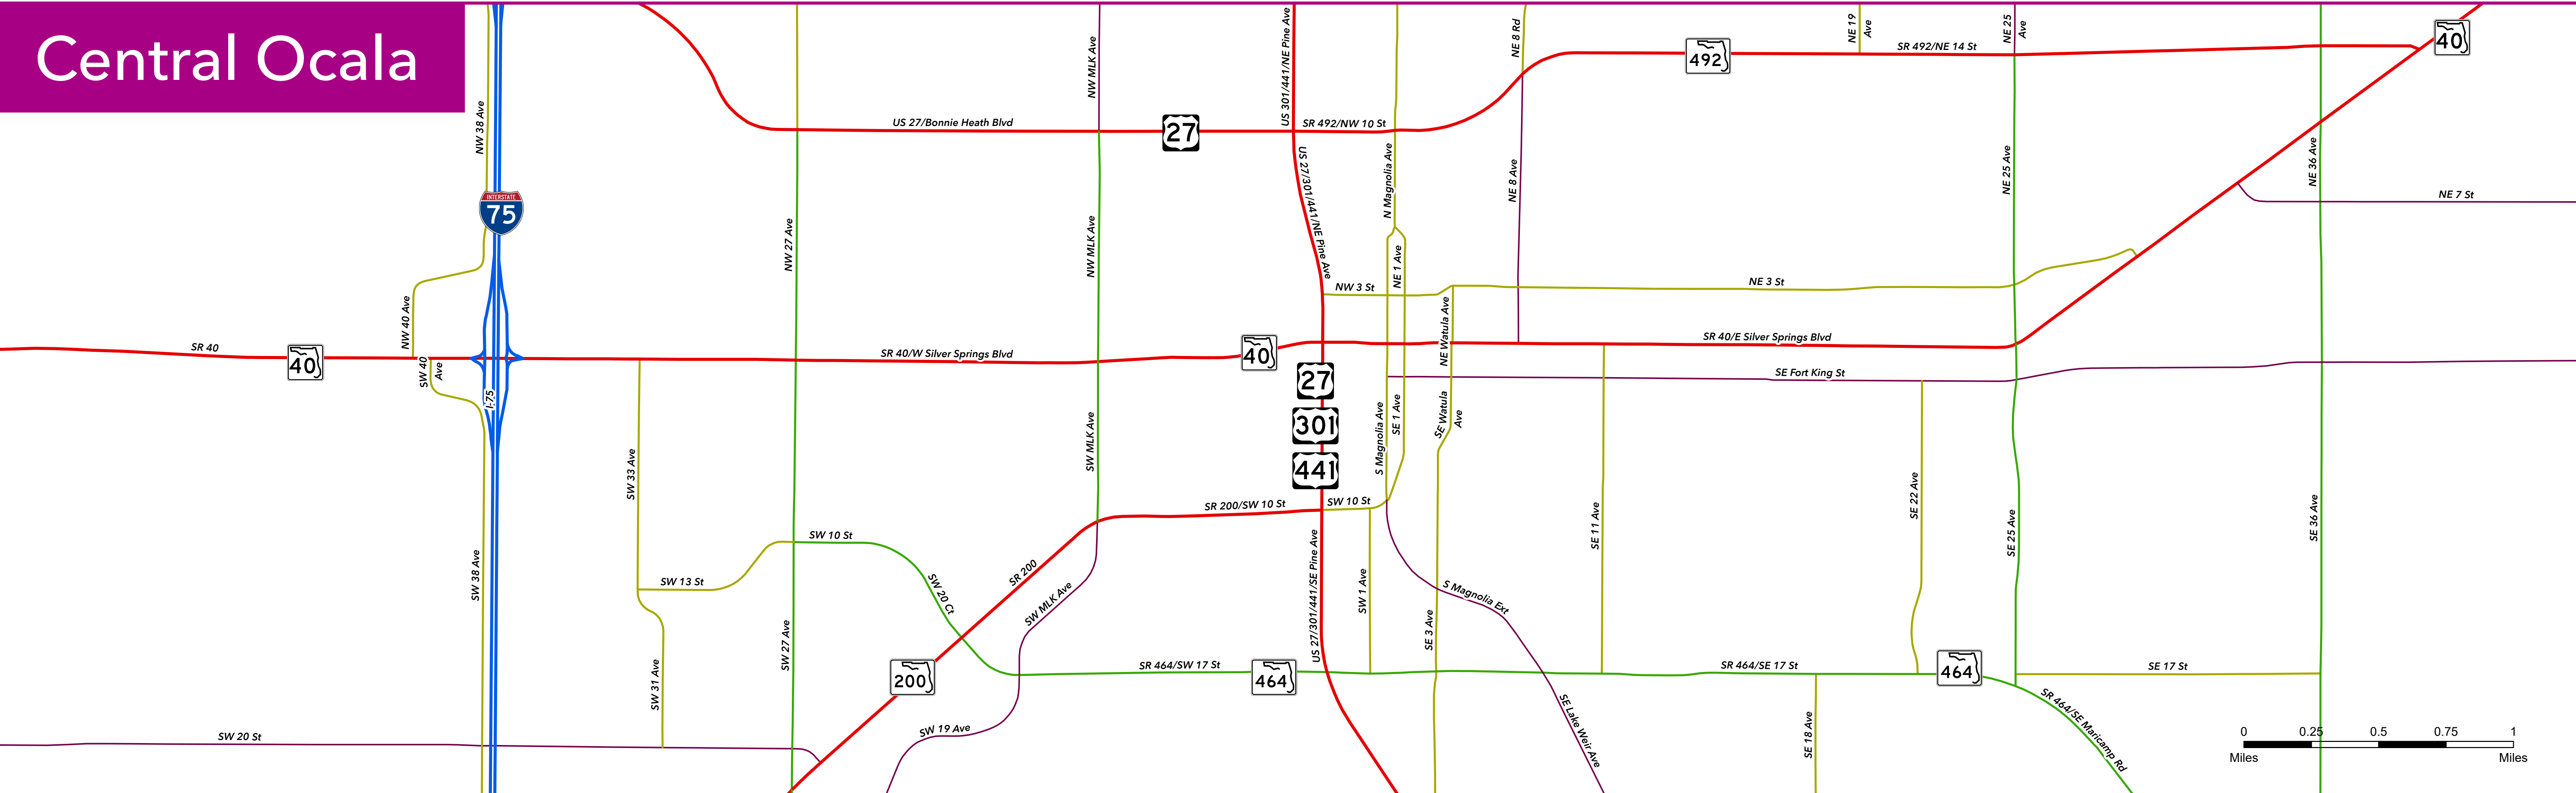 Central Ocala
NW 38 Ave
NW MLK Ave
US 301/441/NE Pine Ave
NE 8 Rd
NE 19
Ave
NE 25
Ave
SR 492/NE 14 St
492
40
US 27/Bonnie Heath Blvd
27
SR 492/NW 10 St
INTERSTATE
75
NW 27 Ave
NW MLK Ave
US 27/301/441/NE Pine Ave
N Magnolia Ave
NE 1 Ave
NE 8 Ave
NE 25 Ave
NE 36 Ave
NE 7 St
NW 40 Ave
NW 3 St
NE Watula Ave
NE 3 St
SR 40
40
SR 40/W Silver Springs Blvd
40
SR 40/E Silver Springs Blvd
SW 40
Ave
I-75
27
301
441
SE Fort King St
SW 33 Ave
SW MLK Ave
S Magnolia Ave
SE 1 Ave
SE Watula
Ave
SE 22 Ave
SE 11 Ave
SE 25 Ave
SE 36 Ave
SR 200/SW 10 St
SW 10 St
SW 10 St
SW 38 Ave
SW 13 St
SW 20 Ct
SR 200
SW MLK Ave
US 27/301/441/SE Pine Ave
SW 1 Ave
SE 3 Ave
S Magnolia Ext
SW 31 Ave
SW 27 Ave
200
SR 464/SW 17 St
464
SR 464/SE 17 St
464
SE 17 St
SW 20 St
SW 19 Ave
SE Lake Weir Ave
SE 18 Ave
SR 464/SE Maricamp Rd
0 0.25 0.5 0.75 1
Miles Miles